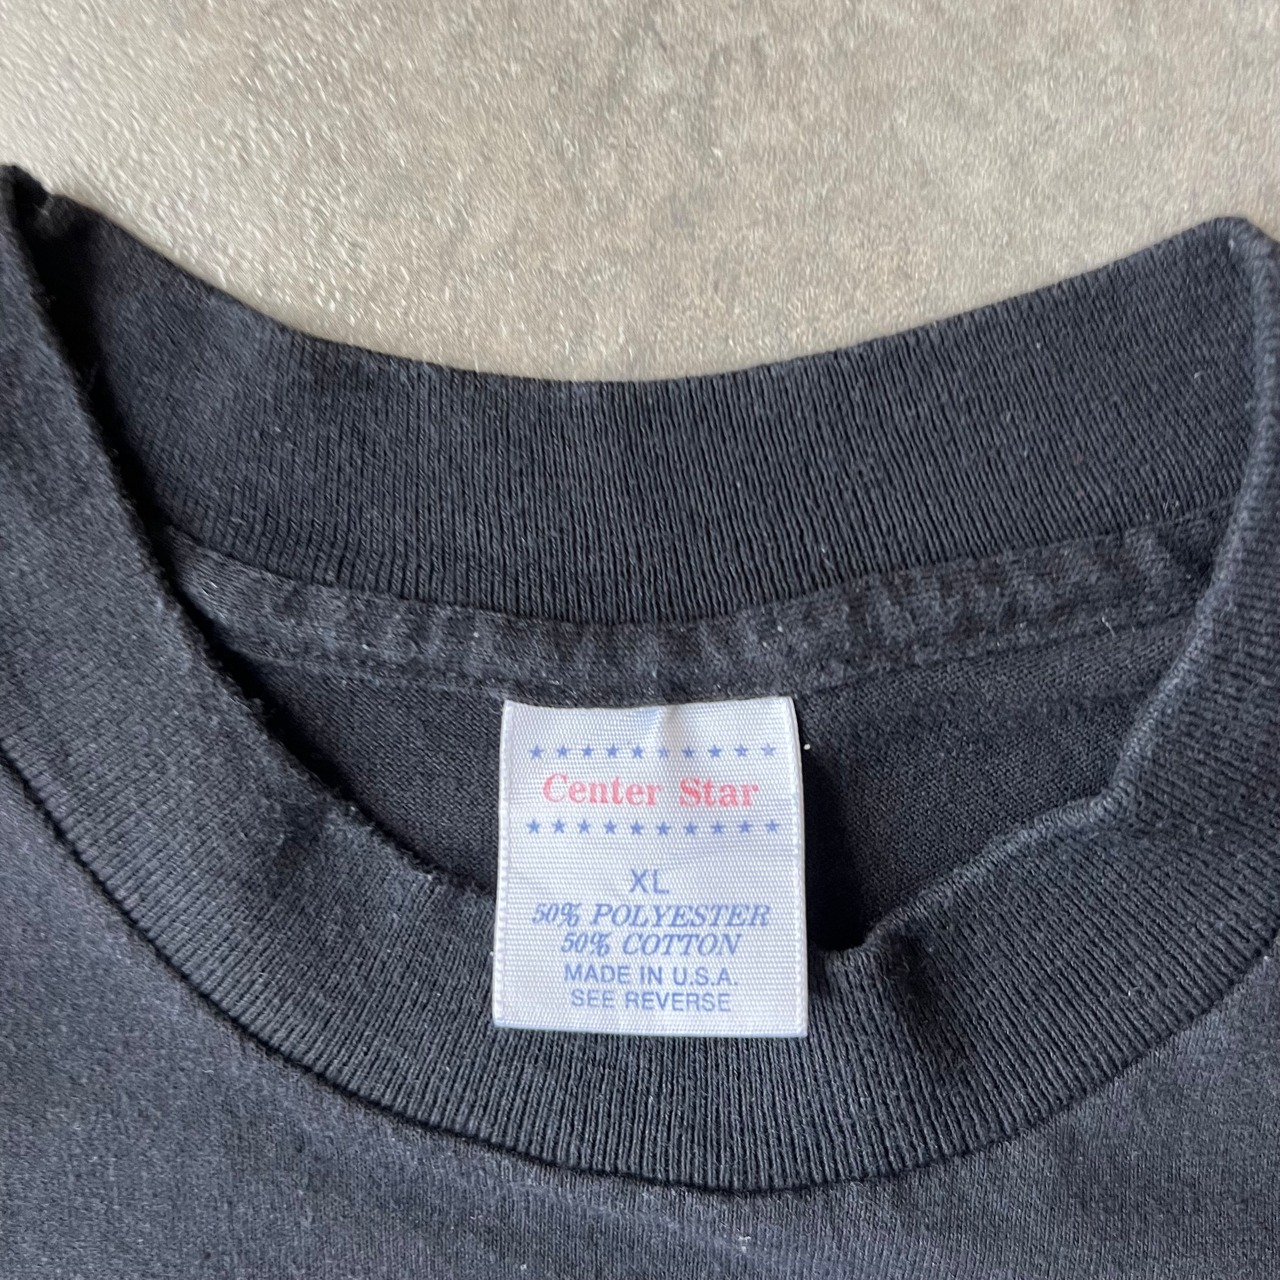 Center Star
XL
50% POLYESTER
50% COTTON
MADE IN U.S.A.
SEE REVERSE